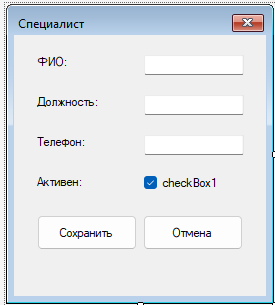 Специалист
ФИО:
Должность:
Телефон:
Активен: checkBox1
Сохранить Отмена